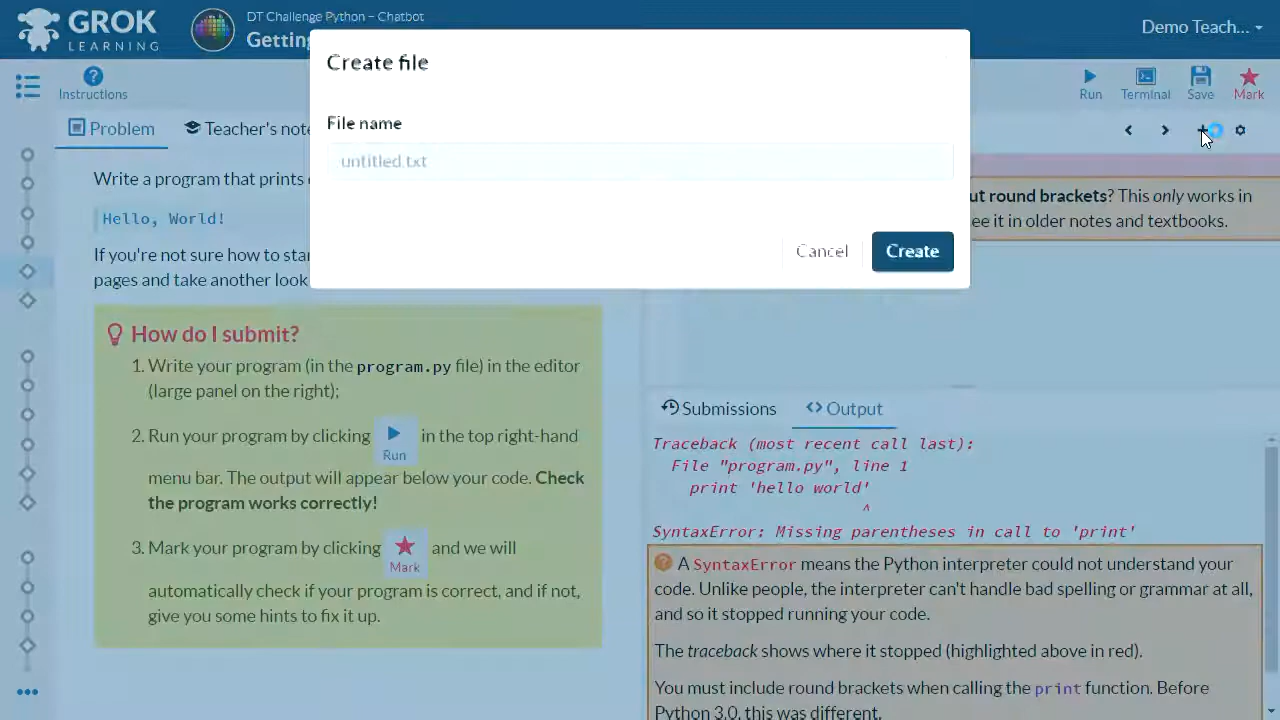 GROK
LEARNING
DT Challenge Python – Chatbot
Getting
Demo Teach...
Instructions
Run
Terminal
Save
Mark
Create file
File name
untitled.txt
Cancel
Create
Problem
Teacher's note
Write a program that prints
Hello, World!
If you're not sure how to star
pages and take another look
How do I submit?
1. Write your program (in the program.py file) in the editor
(large panel on the right);
2. Run your program by clicking Run in the top right-hand
menu bar. The output will appear below your code. Check
the program works correctly!
3. Mark your program by clicking Mark and we will
automatically check if your program is correct, and if not,
give you some hints to fix it up.
ut round brackets? This only works in
ee it in older notes and textbooks.
Submissions
Output
Traceback (most recent call last):
File "program.py", line 1
print 'hello world'
^
SyntaxError: Missing parentheses in call to 'print'
A SyntaxError means the Python interpreter could not understand your
code. Unlike people, the interpreter can't handle bad spelling or grammar at all,
and so it stopped running your code.
The traceback shows where it stopped (highlighted above in red).
You must include round brackets when calling the print function. Before
Python 3.0, this was different.